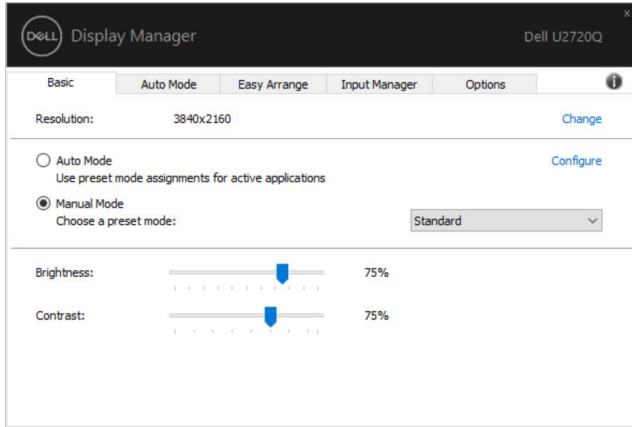 DELL Display Manager Dell U2720Q
x
Basic Auto Mode Easy Arrange Input Manager Options
Resolution: 3840x2160 Change
Auto Mode Configure
Use preset mode assignments for active applications
Manual Mode
Choose a preset mode: Standard
Brightness: 75%
Contrast: 75%